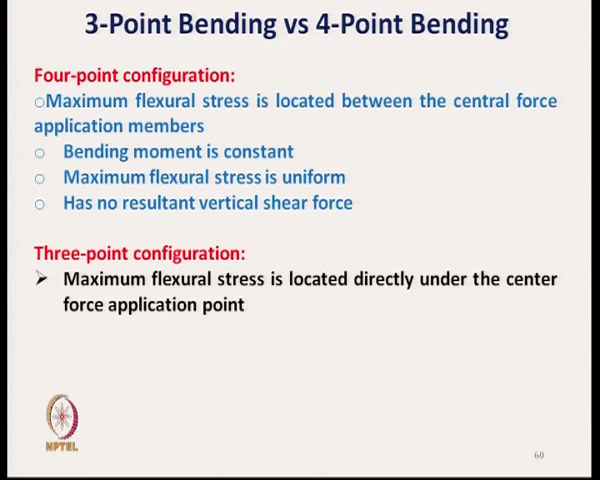 3-Point Bending vs 4-Point Bending
Four-point configuration:
○Maximum flexural stress is located between the central force
application members
○ Bending moment is constant
○ Maximum flexural stress is uniform
○ Has no resultant vertical shear force
Three-point configuration:
➢ Maximum flexural stress is located directly under the center
force application point
NPTEL
60